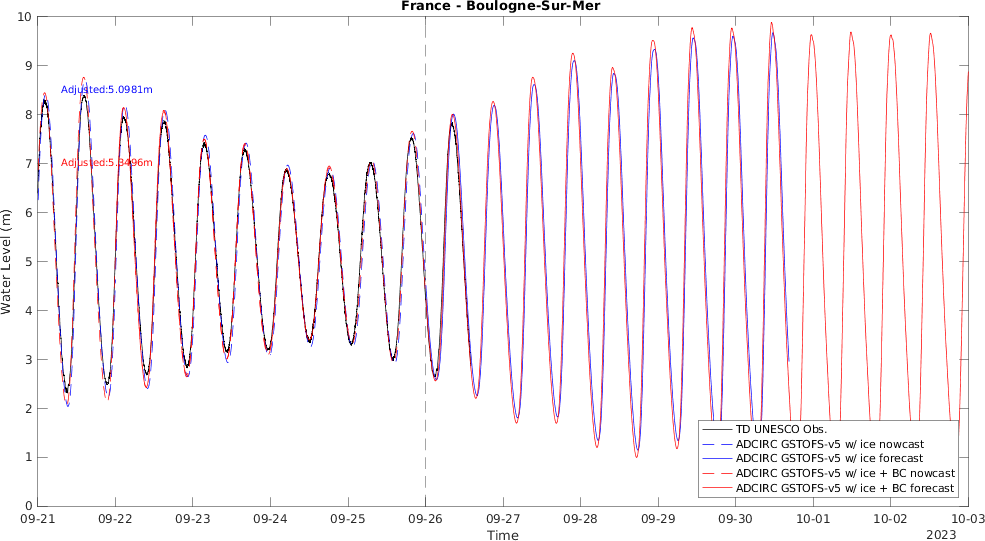 France - Boulogne-Sur-Mer
10
9
8
7
6
5
4
3
2
1
0
Water Level (m)
Adjusted:5.0981m
Adjusted:5.3496m
TD UNESCO Obs.
ADCIRC GSTOFS-v5 w/ ice nowcast
ADCIRC GSTOFS-v5 w/ ice forecast
ADCIRC GSTOFS-v5 w/ ice + BC nowcast
ADCIRC GSTOFS-v5 w/ ice + BC forecast
09-21 09-22 09-23 09-24 09-25 09-26 09-27 09-28 09-29 09-30 10-01 10-02 10-03
Time
2023